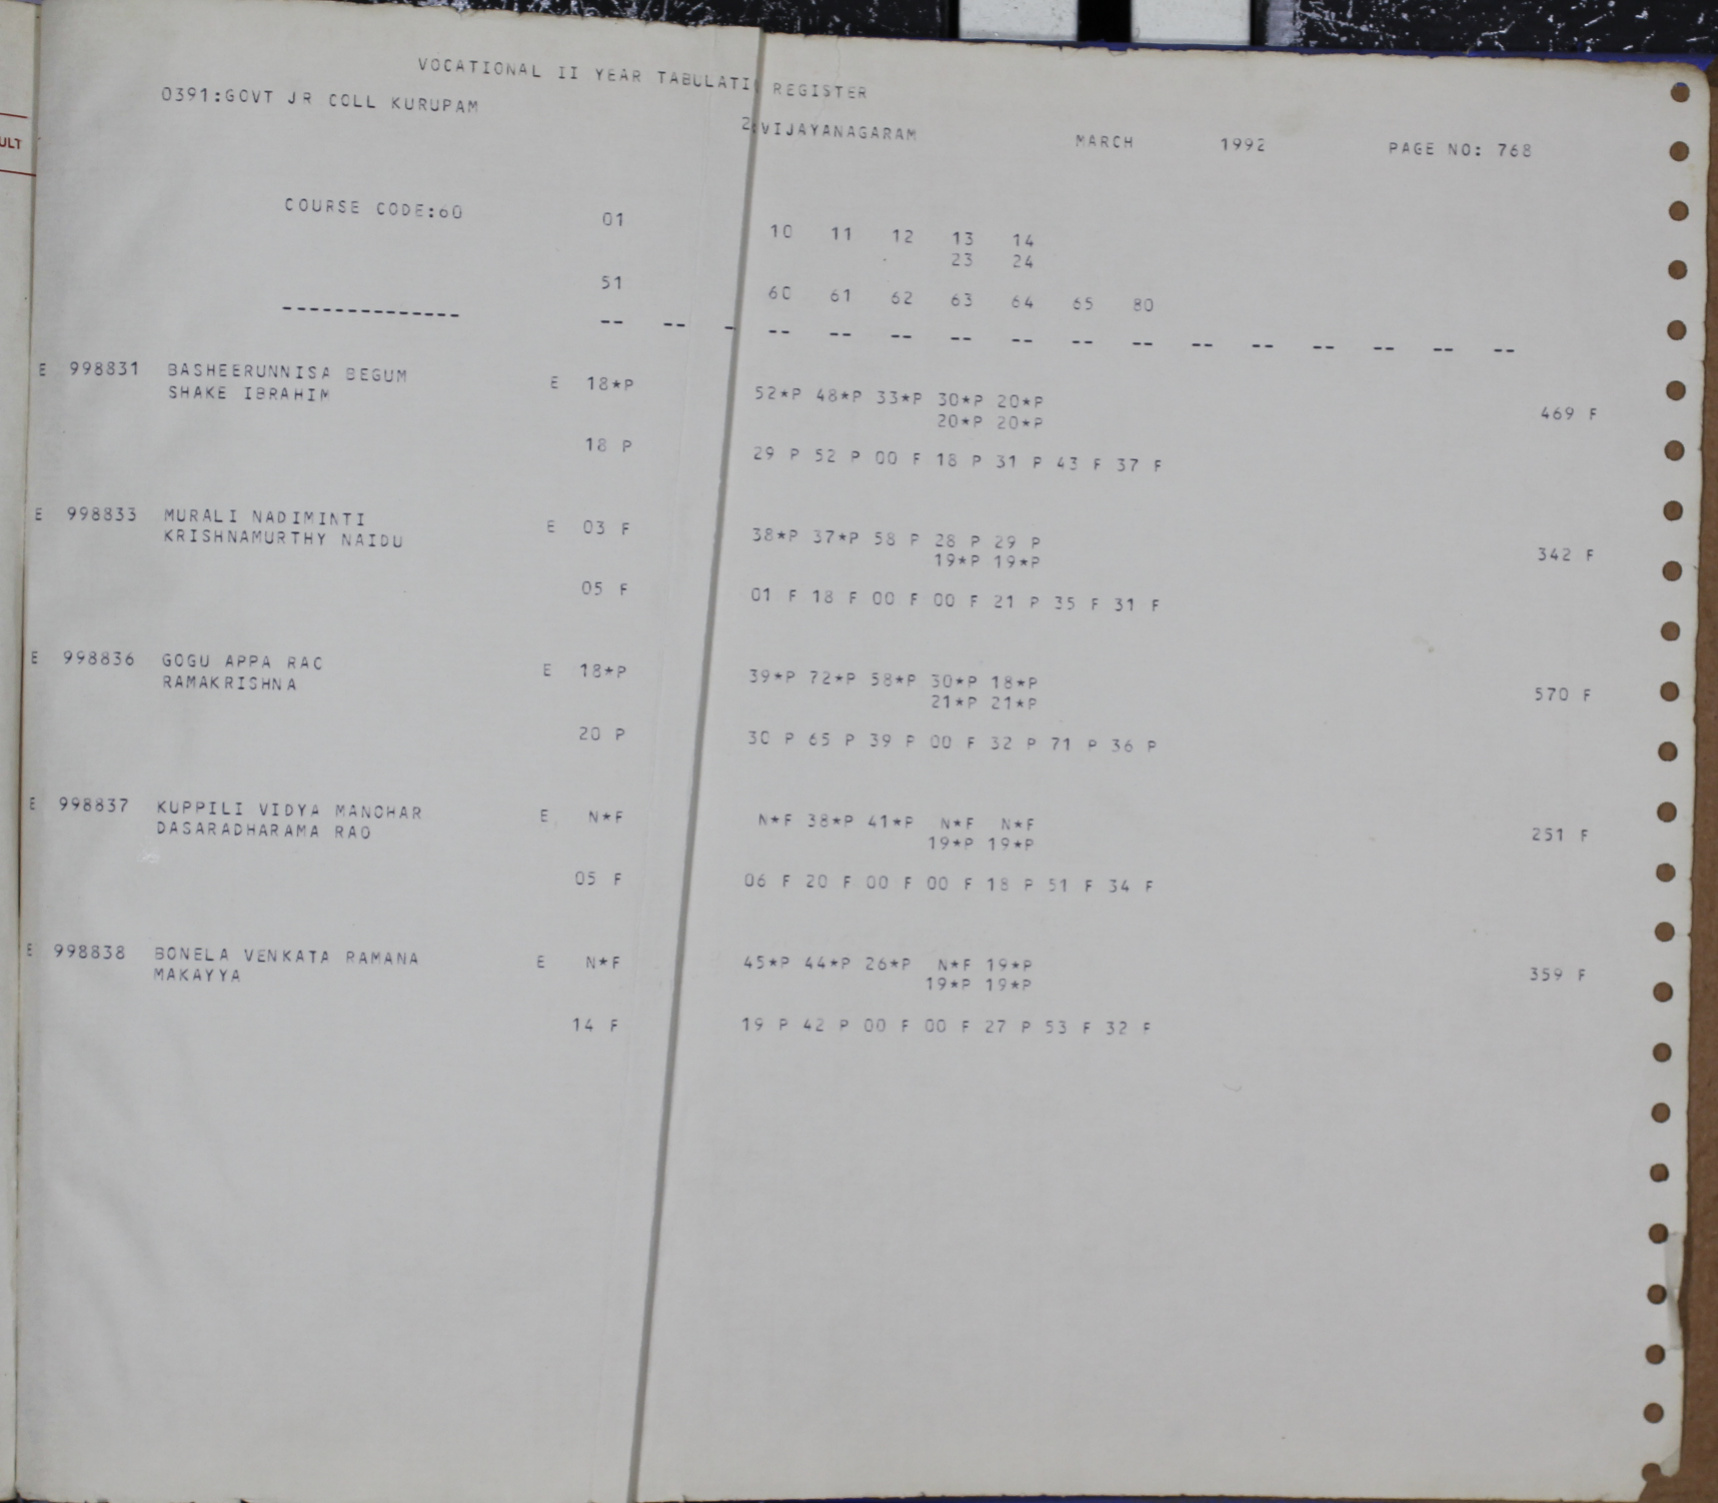 ULT
VOCATIONAL II YEAR TABULATI REGISTER
0391:GOVT JR COLL KURUPAM
2:VIJAYANAGARAM MARCH 1992 PAGE NO: 768
COURSE CODE:60 01 10 11 12 13 14
23 24
51 60 61 62 63 64 65 80
-------------- -- -- - -- -- -- -- -- -- -- -- -- -- -- -- --
E 998831 BASHEERUNNISA BEGUM E 18*P 52*P 48*P 33*P 30*P 20*P 469 F
SHAKE IBRAHIM 20*P 20*P
18 P 29 P 52 P 00 F 18 P 31 P 43 F 37 F
E 998833 MURALI NADIMINTI E 03 F 38*P 37*P 58 P 28 P 29 P 342 F
KRISHNAMURTHY NAIDU 19*P 19*P
05 F 01 F 18 F 00 F 00 F 21 P 35 F 31 F
E 998836 GOGU APPA RAO E 18*P 39*P 72*P 58*P 30*P 18*P 570 F
RAMAKRISHNA 21*P 21*P
20 P 30 P 65 P 39 P 00 F 32 P 71 P 36 P
E 998837 KUPPILI VIDYA MANOHAR E N*F N*F 38*P 41*P N*F N*F 251 F
DASARADHARAMA RAO 19*P 19*P
05 F 06 F 20 F 00 F 00 F 18 P 51 F 34 F
E 998838 BONELA VENKATA RAMANA E N*F 45*P 44*P 26*P N*F 19*P 359 F
MAKAYYA 19*P 19*P
14 F 19 P 42 P 00 F 00 F 27 P 53 F 32 F